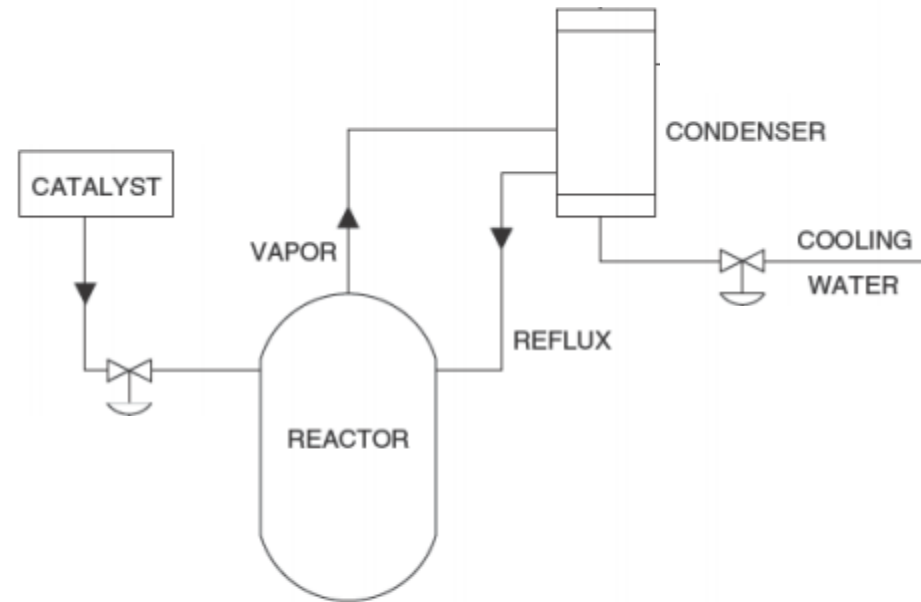 CONDENSER
CATALYST
VAPOR
COOLING
WATER
REFLUX
REACTOR